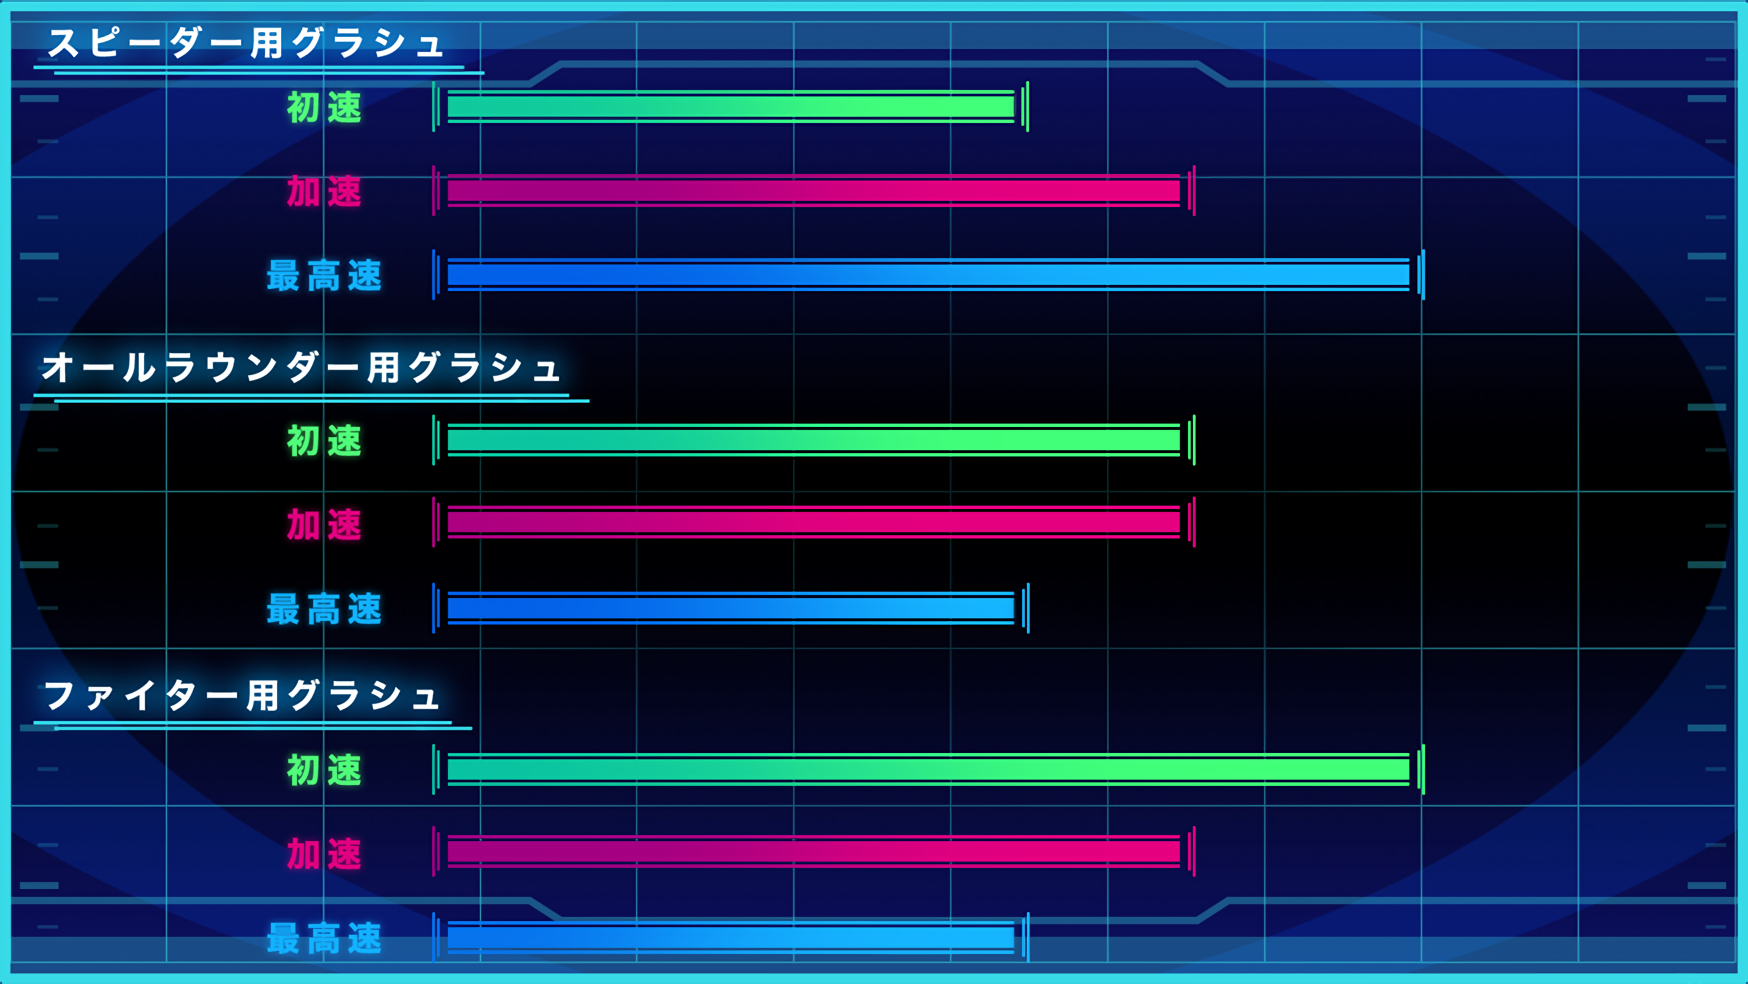 スピーダー用グラシュ
初速
加速
最高速
オールラウンダー用グラシュ
初速
加速
最高速
ファイター用グラシュ
初速
加速
最高速